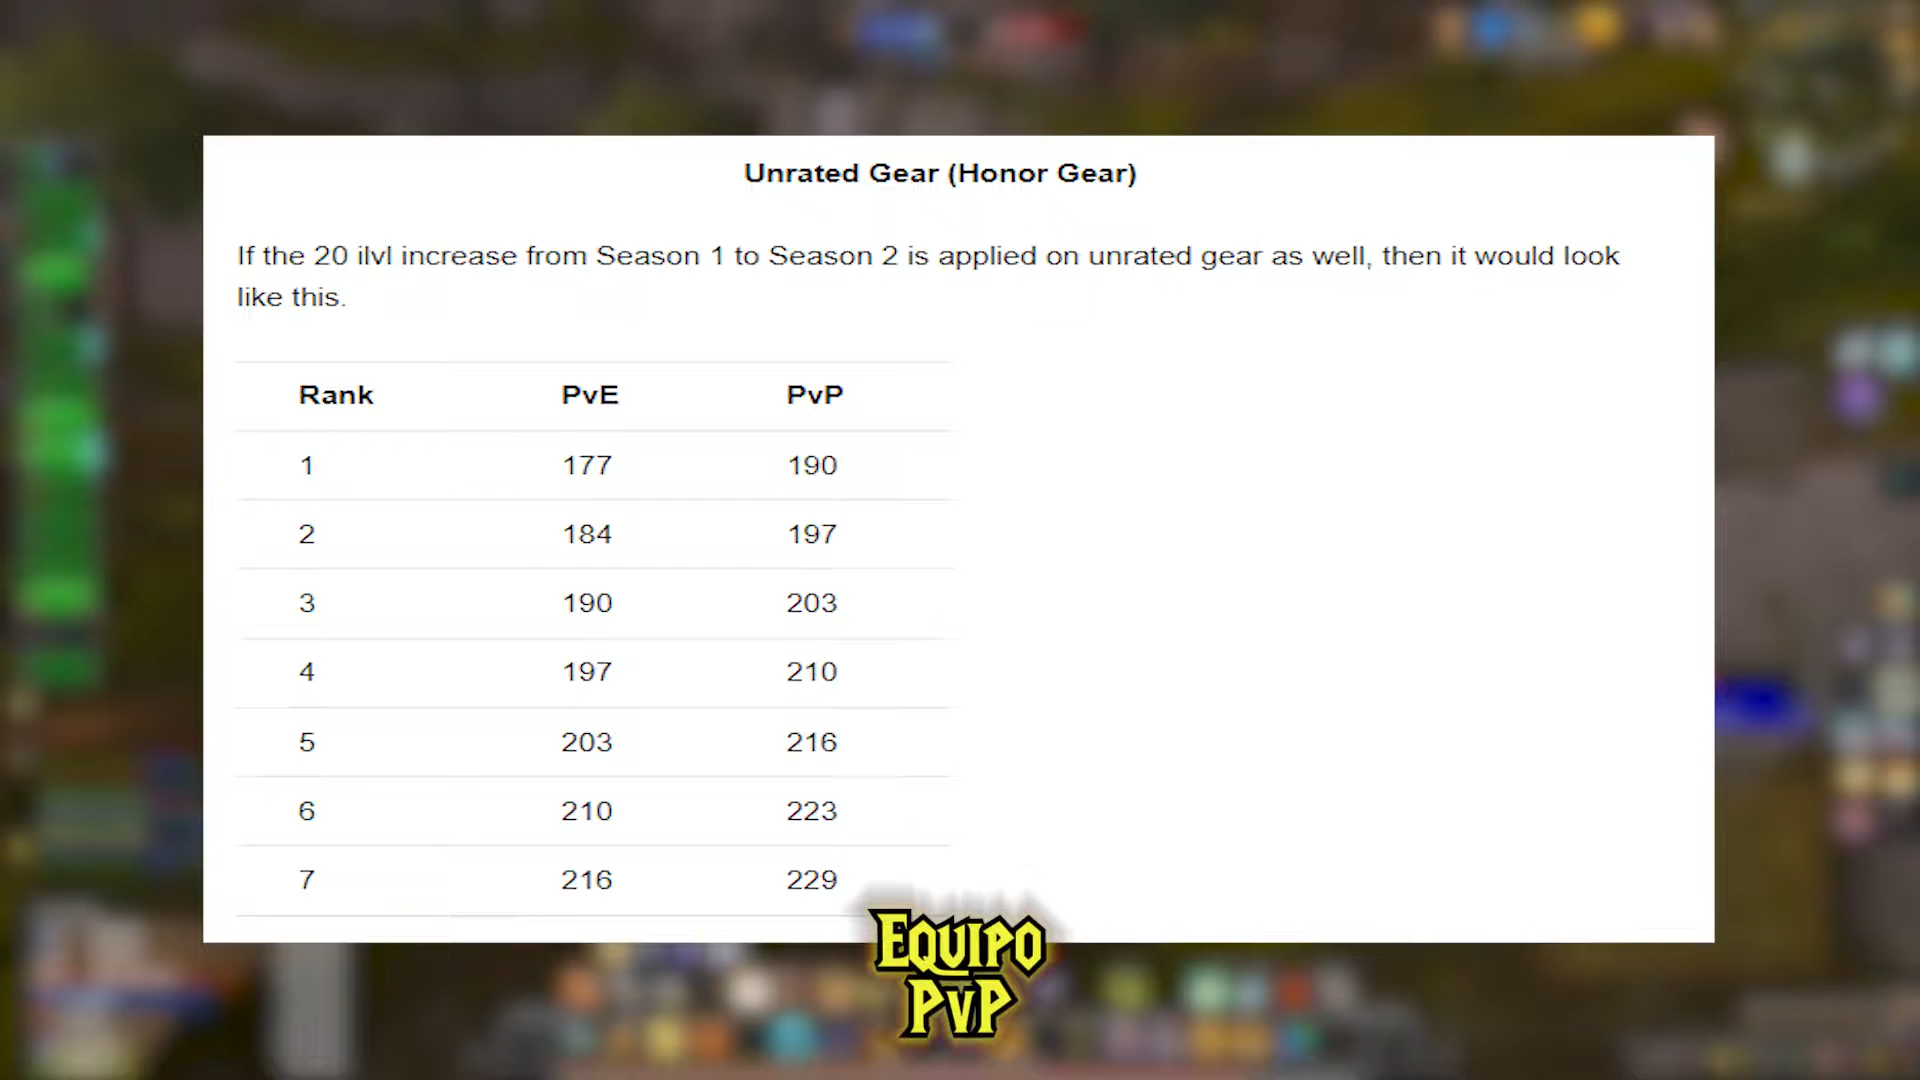 Unrated Gear (Honor Gear)
If the 20 ilvl increase from Season 1 to Season 2 is applied on unrated gear as well, then it would look
like this.
Rank PvE PvP
1 177 190
2 184 197
3 190 203
4 197 210
5 203 216
6 210 223
7 216 229
EQUIPO
PvP